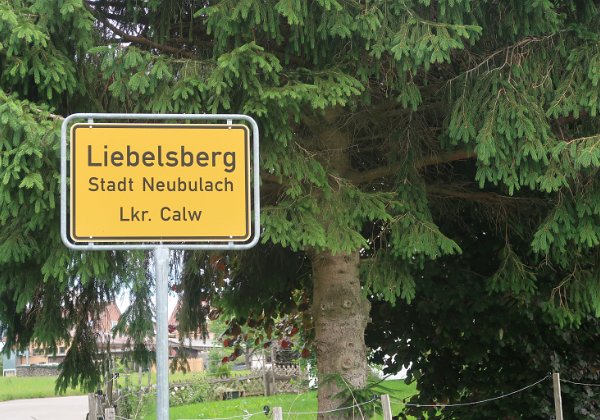 Liebelsberg
Stadt Neubulach
Lkr. Calw